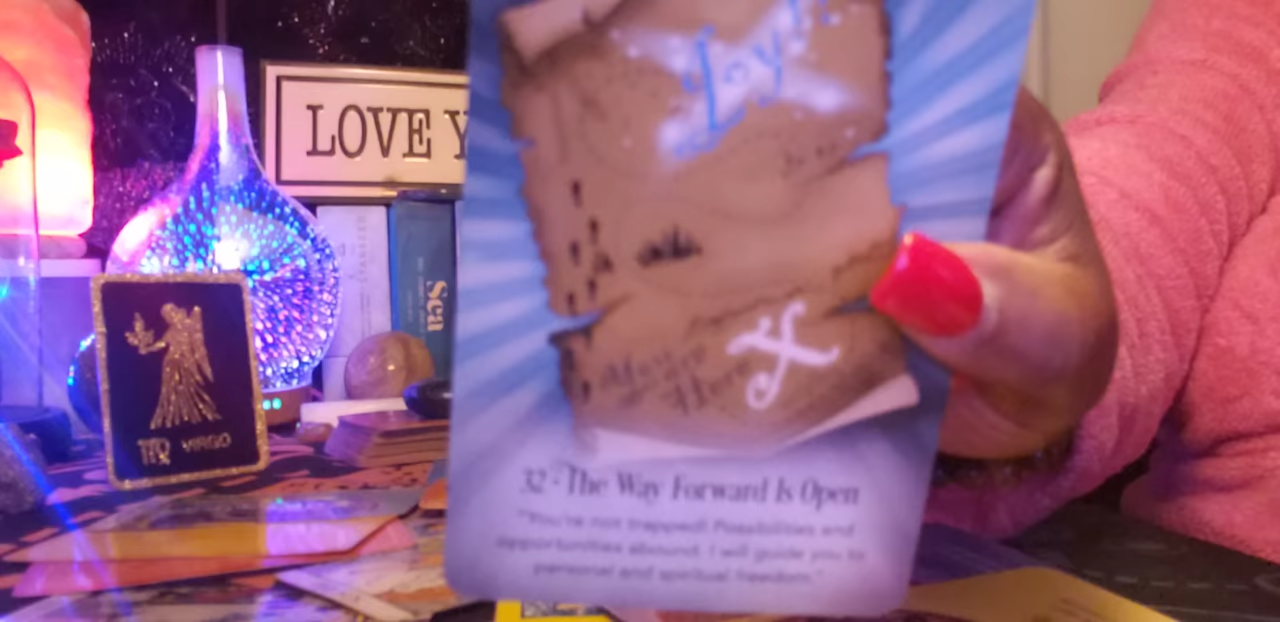 LOVE Y
Joy!
Sea
VIRGO
32 - The Way Forward Is Open
"You're not trapped! Possibilities and
opportunities abound. I will guide you to
personal and spiritual freedom."